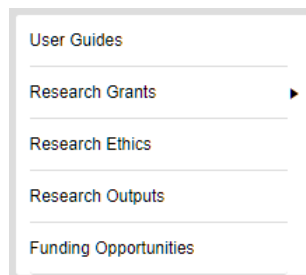 User Guides
Research Grants
Research Ethics
Research Outputs
Funding Opportunities